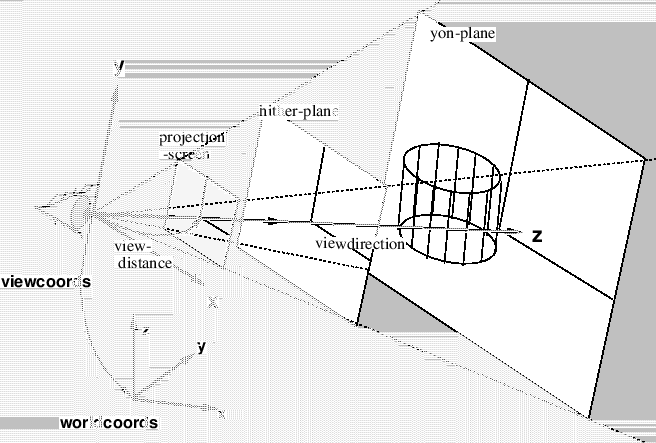 yon-plane
y
hither-plane
projection
-screen
z
view-
distance
viewdirection
viewcoords
x
z
y
x
worldcoords